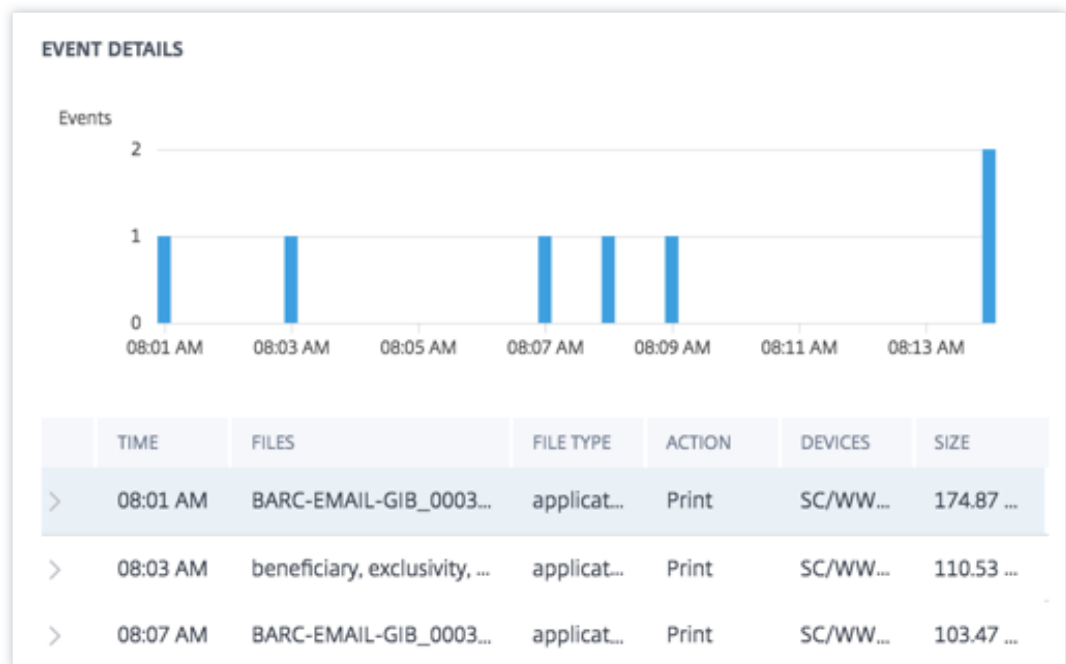 EVENT DETAILS
Events
2
1
0
08:01 AM 08:03 AM 08:05 AM 08:07 AM 08:09 AM 08:11 AM 08:13 AM
TIME FILES FILE TYPE ACTION DEVICES SIZE
08:01 AM BARC-EMAIL-GIB_0003... applicat... Print SC/WW... 174.87 ...
08:03 AM beneficiary, exclusivity, ... applicat... Print SC/WW... 110.53 ...
08:07 AM BARC-EMAIL-GIB_0003... applicat... Print SC/WW... 103.47 ...